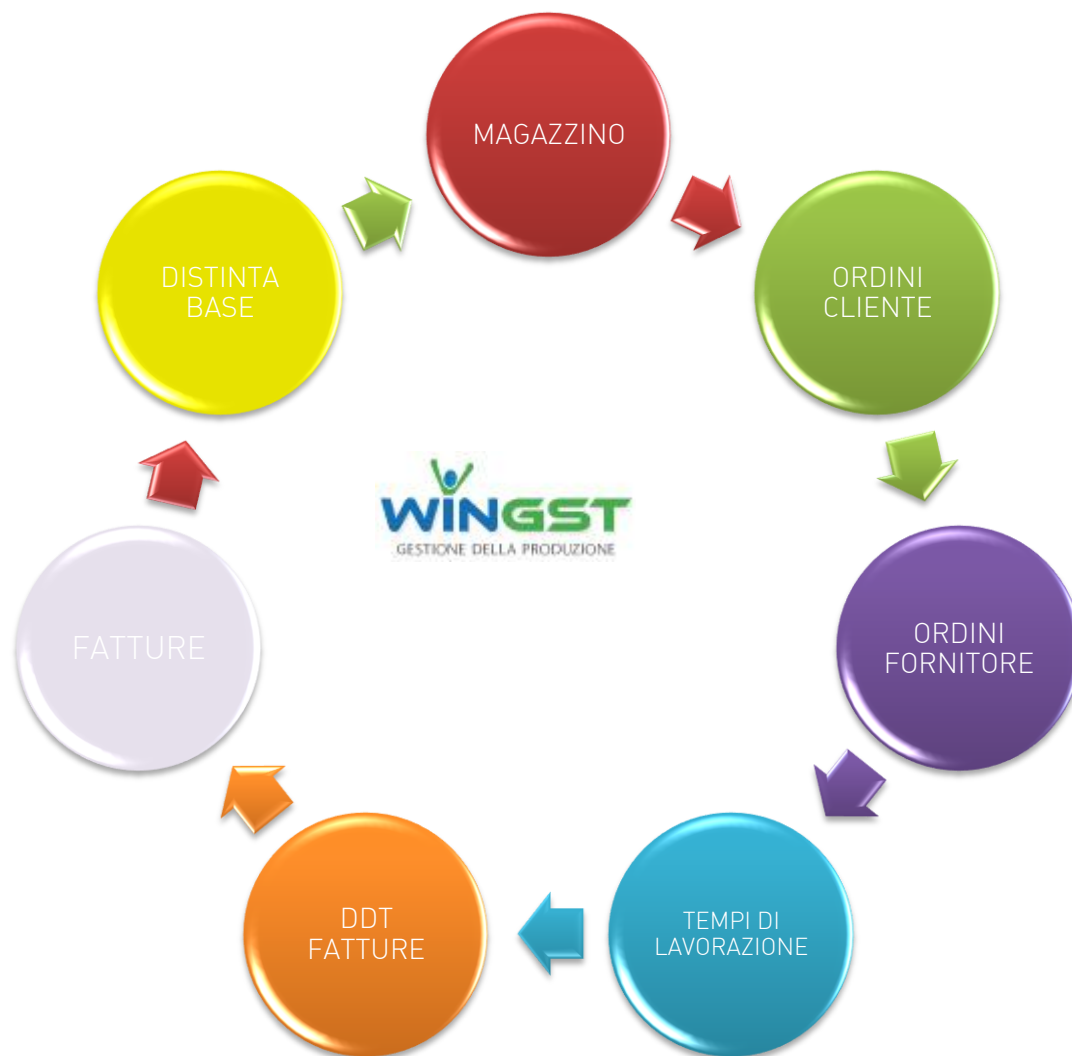 MAGAZZINO
ORDINI
CLIENTE
ORDINI
FORNITORE
TEMPI DI
LAVORAZIONE
DDT
FATTURE
FATTURE
DISTINTA
BASE
WINGST
GESTIONE DELLA PRODUZIONE